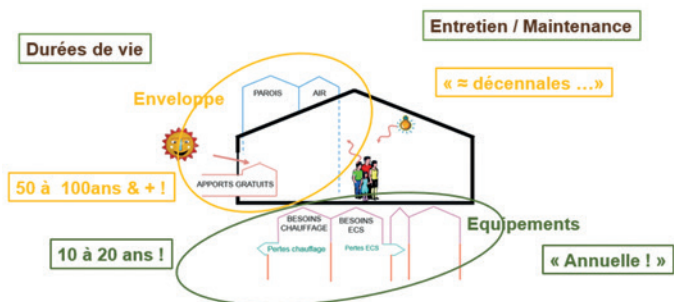 Entretien / Maintenance
Durées de vie
« ≈ décennales …»
PAROIS
AIR
Enveloppe
50 à 100ans & + !
APPORTS GRATUITS
BESOINS
CHAUFFAGE
BESOINS
ECS
Equipements
Pertes chauffage
Pertes ECS
10 à 20 ans !
« Annuelle ! »